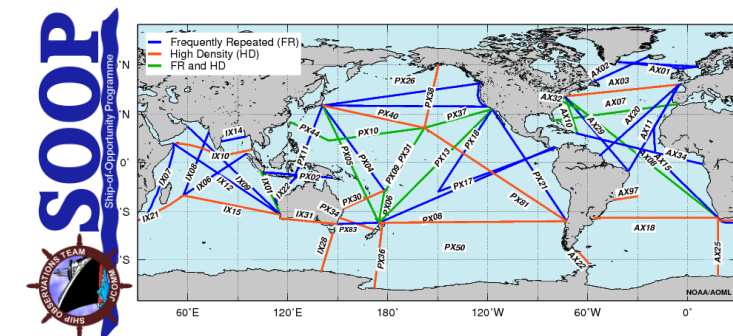 SOOP
Ship-of-Opportunity Programme
SHIP OBSERVATIONS TEAM
JCOMM
Frequently Repeated (FR)
High Density (HD)
FR and HD
°N
0°
°S
PX26
PX38
PX40
PX37
PX44
PX10
PX11
PX05
PX04
PX09
PX31
PX13
PX18
PX02
PX17
PX21
PX30
PX34
PX06
PX08
PX81
PX83
PX50
PX36
IX14
IX10
IX07
IX08
IX06
IX12
IX09
IX01
IX22
IX21
IX15
IX31
IX28
AX02
AX01
AX03
AX32
AX07
AX10
AX29
AX20
AX11
AX15
AX08
AX34
AX97
AX18
AX22
AX25
NOAA/AOML
60°E
120°E
180°
120°W
60°W
0°